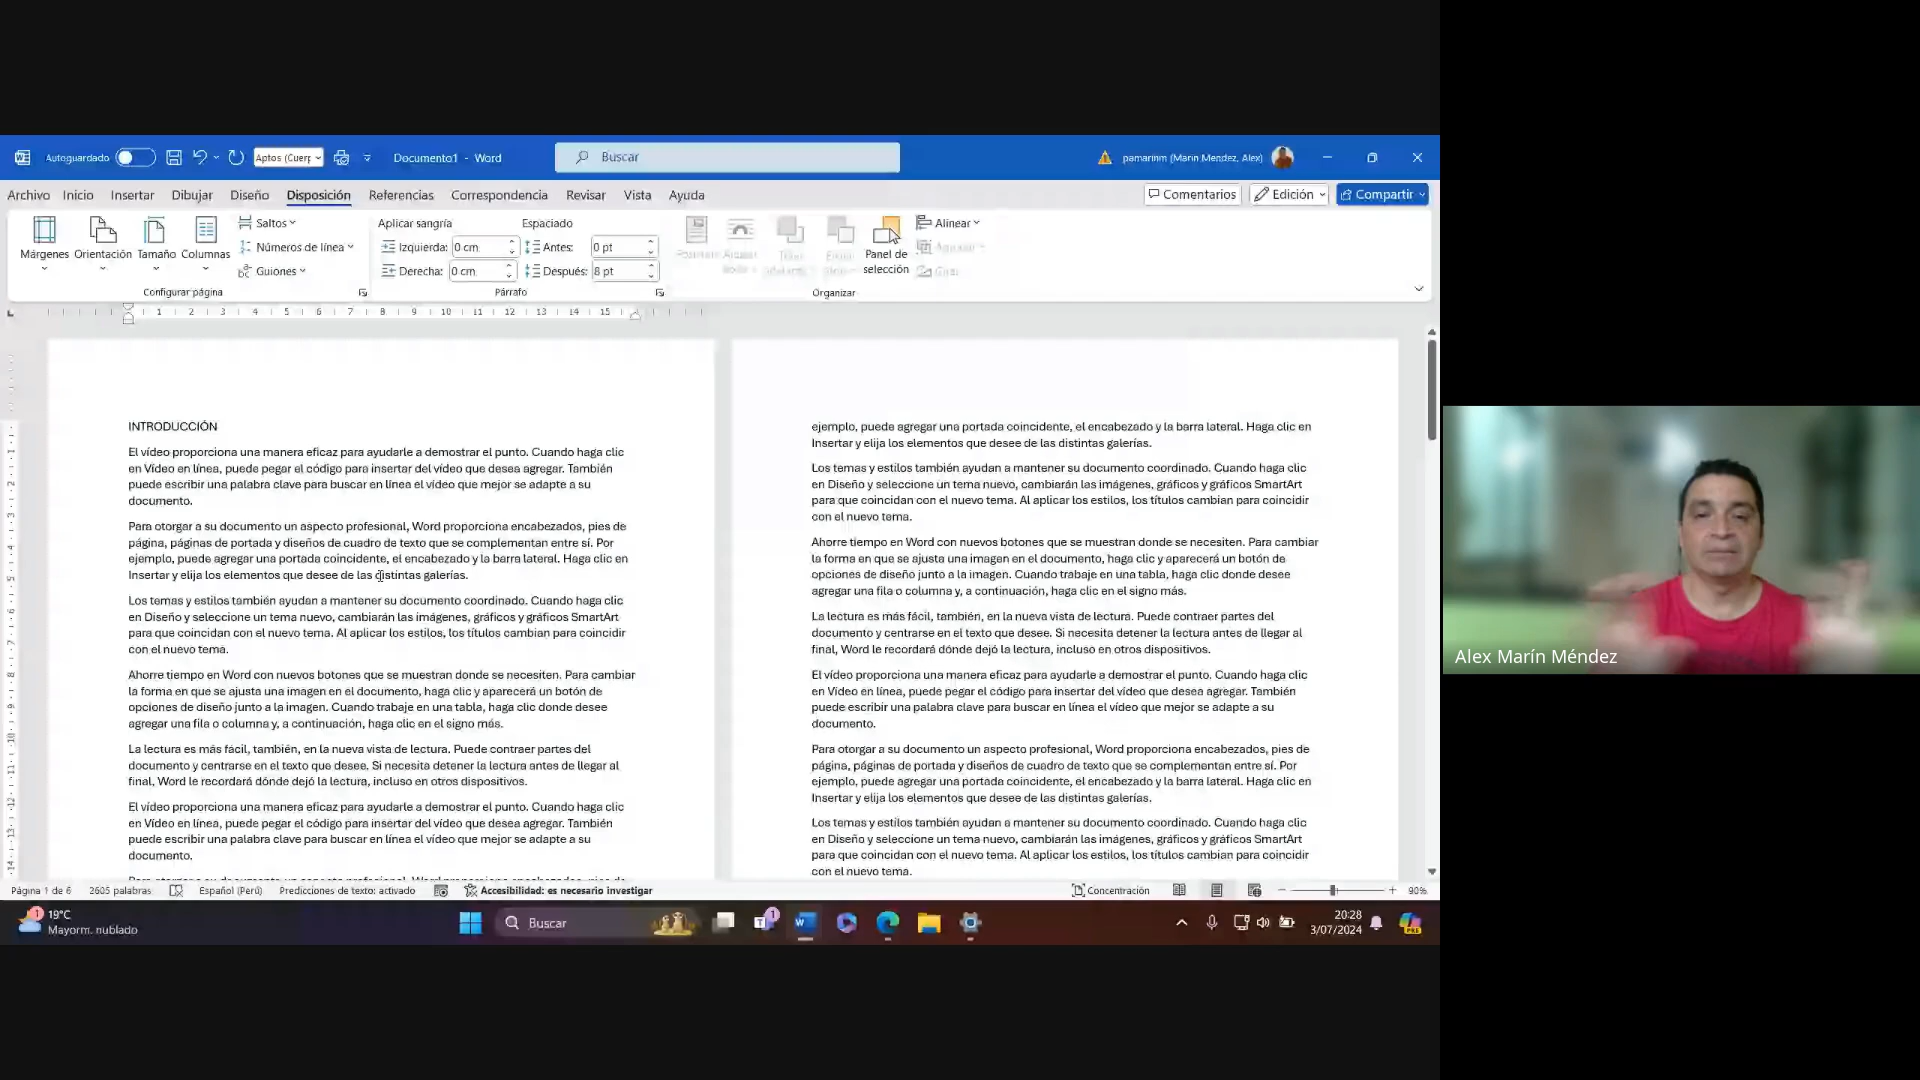 Autoguardado
Aptos (Cuerp
Documento1 - Word
Buscar
pamarinm (Marin Mendez, Alex)
Archivo Inicio Insertar Dibujar Diseño Disposición Referencias Correspondencia Revisar Vista Ayuda
Comentarios Edición Compartir
Márgenes Orientación Tamaño Columnas
Saltos
Números de línea
Guiones
Configurar página
Aplicar sangría Espaciado
Izquierda: 0 cm Antes: 0 pt
Derecha: 0 cm Después: 8 pt
Párrafo
Panel de
selección
Alinear
Organizar
1 2 3 4 5 6 7 8 9 10 11 12 13 14 15
INTRODUCCIÓN
El vídeo proporciona una manera eficaz para ayudarle a demostrar el punto. Cuando haga clic
en Vídeo en línea, puede pegar el código para insertar del vídeo que desea agregar. También
puede escribir una palabra clave para buscar en línea el vídeo que mejor se adapte a su
documento.
Para otorgar a su documento un aspecto profesional, Word proporciona encabezados, pies de
página, páginas de portada y diseños de cuadro de texto que se complementan entre sí. Por
ejemplo, puede agregar una portada coincidente, el encabezado y la barra lateral. Haga clic en
Insertar y elija los elementos que desee de las distintas galerías.
Los temas y estilos también ayudan a mantener su documento coordinado. Cuando haga clic
en Diseño y seleccione un tema nuevo, cambiarán las imágenes, gráficos y gráficos SmartArt
para que coincidan con el nuevo tema. Al aplicar los estilos, los títulos cambian para coincidir
con el nuevo tema.
Ahorre tiempo en Word con nuevos botones que se muestran donde se necesiten. Para cambiar
la forma en que se ajusta una imagen en el documento, haga clic y aparecerá un botón de
opciones de diseño junto a la imagen. Cuando trabaje en una tabla, haga clic donde desee
agregar una fila o columna y, a continuación, haga clic en el signo más.
La lectura es más fácil, también, en la nueva vista de lectura. Puede contraer partes del
documento y centrarse en el texto que desee. Si necesita detener la lectura antes de llegar al
final, Word le recordará dónde dejó la lectura, incluso en otros dispositivos.
El vídeo proporciona una manera eficaz para ayudarle a demostrar el punto. Cuando haga clic
en Vídeo en línea, puede pegar el código para insertar del vídeo que desea agregar. También
puede escribir una palabra clave para buscar en línea el vídeo que mejor se adapte a su
documento.
ejemplo, puede agregar una portada coincidente, el encabezado y la barra lateral. Haga clic en
Insertar y elija los elementos que desee de las distintas galerías.
Los temas y estilos también ayudan a mantener su documento coordinado. Cuando haga clic
en Diseño y seleccione un tema nuevo, cambiarán las imágenes, gráficos y gráficos SmartArt
para que coincidan con el nuevo tema. Al aplicar los estilos, los títulos cambian para coincidir
con el nuevo tema.
Ahorre tiempo en Word con nuevos botones que se muestran donde se necesiten. Para cambiar
la forma en que se ajusta una imagen en el documento, haga clic y aparecerá un botón de
opciones de diseño junto a la imagen. Cuando trabaje en una tabla, haga clic donde desee
agregar una fila o columna y, a continuación, haga clic en el signo más.
La lectura es más fácil, también, en la nueva vista de lectura. Puede contraer partes del
documento y centrarse en el texto que desee. Si necesita detener la lectura antes de llegar al
final, Word le recordará dónde dejó la lectura, incluso en otros dispositivos.
El vídeo proporciona una manera eficaz para ayudarle a demostrar el punto. Cuando haga clic
en Vídeo en línea, puede pegar el código para insertar del vídeo que desea agregar. También
puede escribir una palabra clave para buscar en línea el vídeo que mejor se adapte a su
documento.
Para otorgar a su documento un aspecto profesional, Word proporciona encabezados, pies de
página, páginas de portada y diseños de cuadro de texto que se complementan entre sí. Por
ejemplo, puede agregar una portada coincidente, el encabezado y la barra lateral. Haga clic en
Insertar y elija los elementos que desee de las distintas galerías.
Los temas y estilos también ayudan a mantener su documento coordinado. Cuando haga clic
en Diseño y seleccione un tema nuevo, cambiarán las imágenes, gráficos y gráficos SmartArt
para que coincidan con el nuevo tema. Al aplicar los estilos, los títulos cambian para coincidir
con el nuevo tema.
Página 1 de 6 2605 palabras Español (Perú) Predicciones de texto: activado Accesibilidad: es necesario investigar
Concentración 90%
19°C
Mayorm. nublado
Buscar
20:28
3/07/2024
Alex Marín Méndez